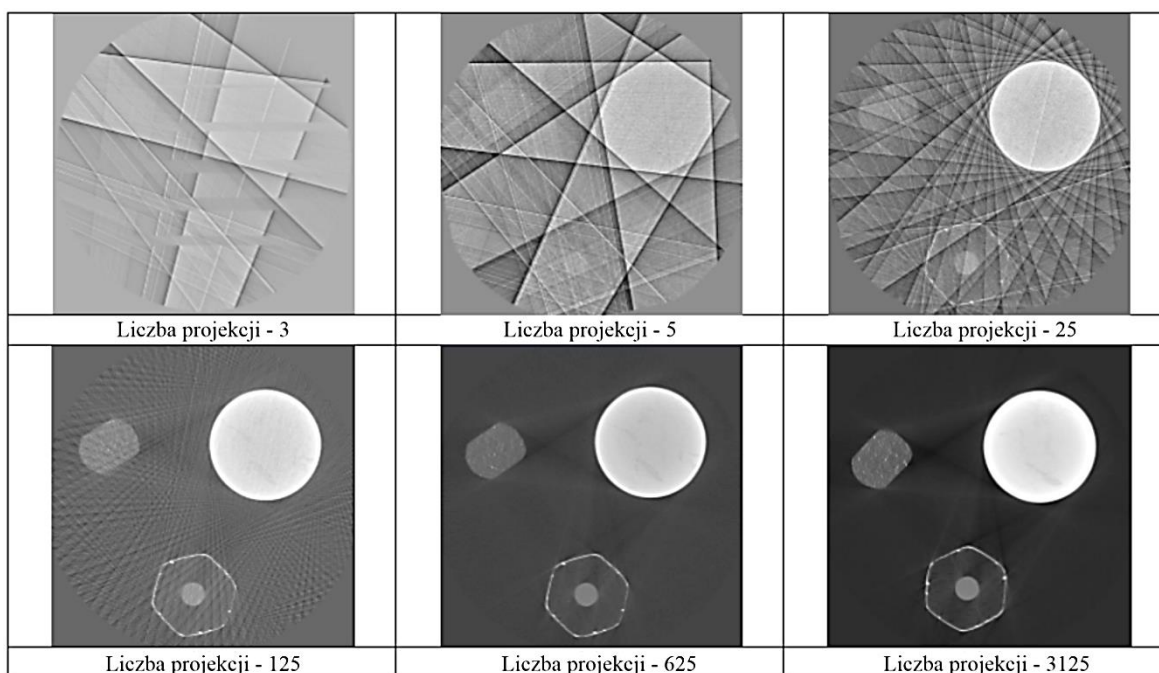 Liczba projekcji - 3
Liczba projekcji - 5
Liczba projekcji - 25
Liczba projekcji - 125
Liczba projekcji - 625
Liczba projekcji - 3125